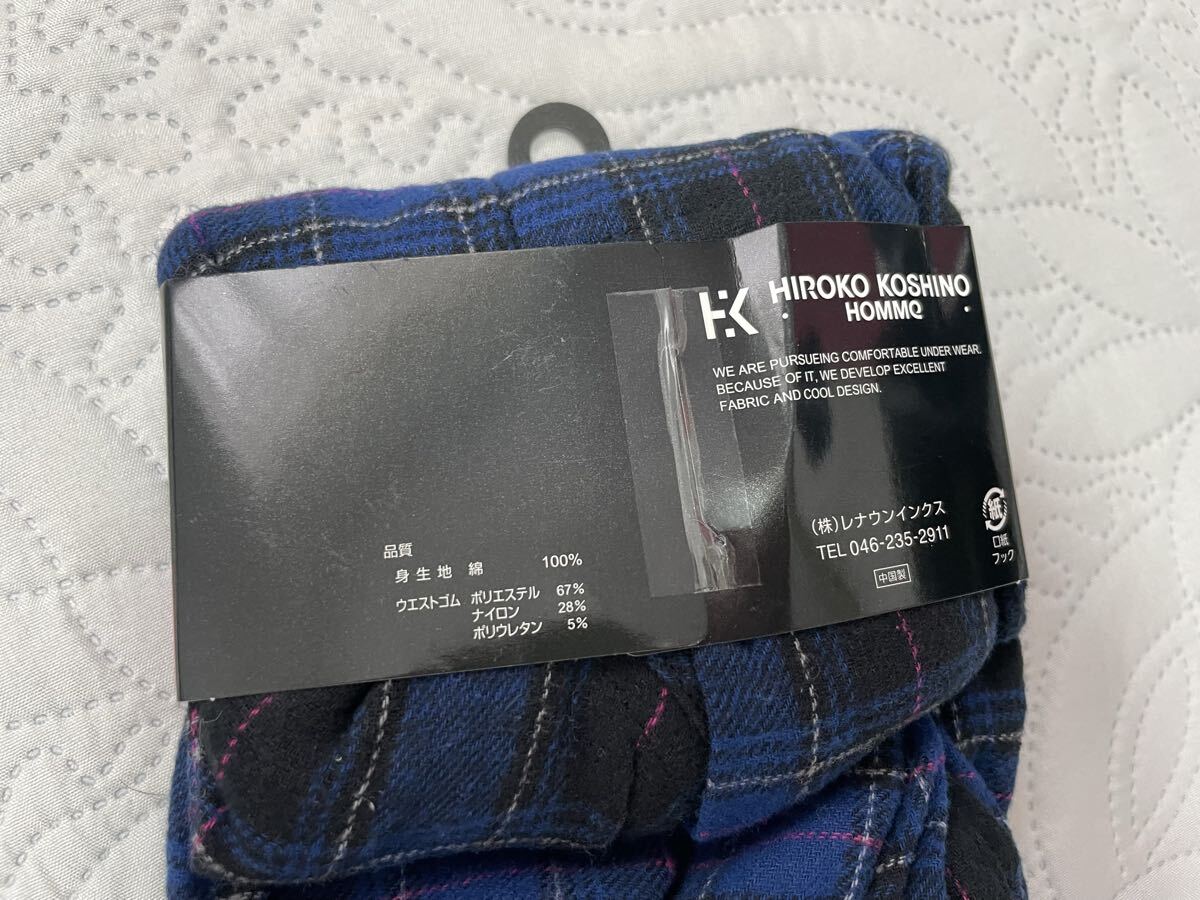 HK HIROKO KOSHINO
HOMME
WE ARE PURSUEING COMFORTABLE UNDER WEAR.
BECAUSE OF IT, WE DEVELOP EXCELLENT
FABRIC AND COOL DESIGN.
品質
身生地 綿 100%
ウエストゴム ポリエステル 67%
ナイロン 28%
ポリウレタン 5%
(株)レナウンインクス
TEL 046-235-2911
中国製
紙
口紙
フック